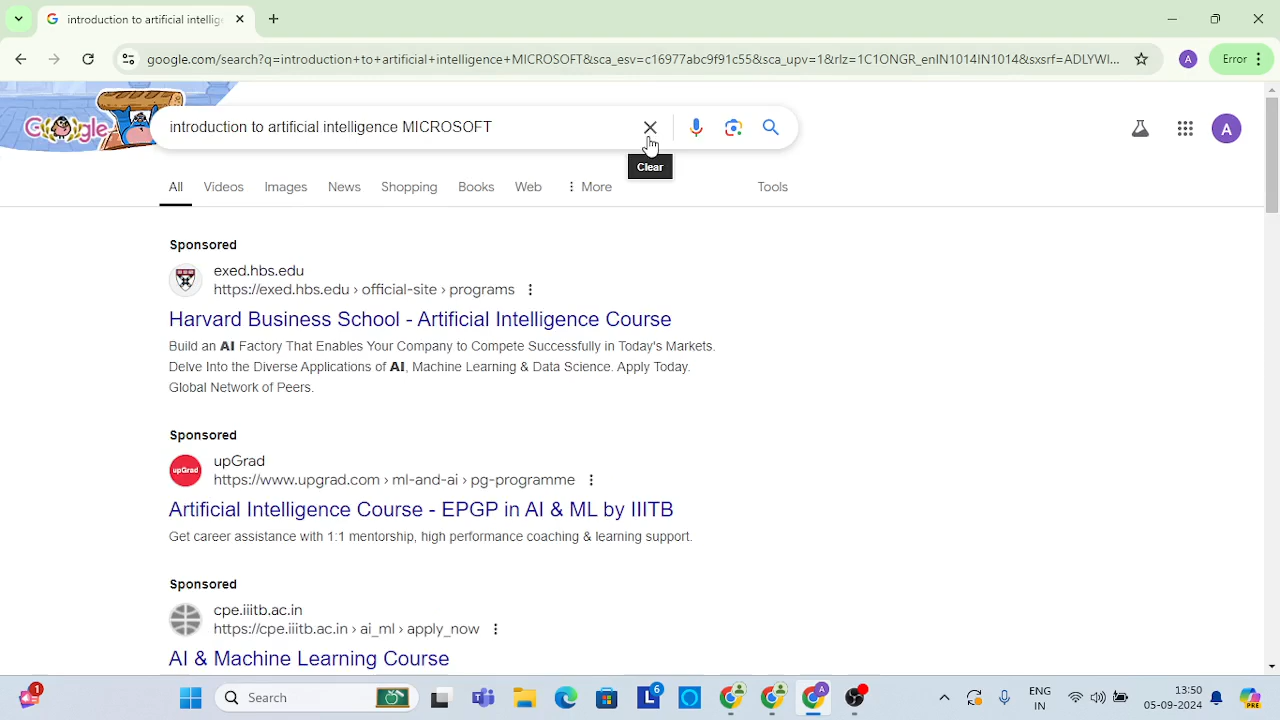 introduction to artificial intellige
google.com/search?q=introduction+to+artificial+intelligence+MICROSOFT&sca_esv=c16977abc9f91c55&sca_upv=1&rlz=1C1ONGR_enIN1014IN1014&sxsrf=ADLYWI...
A
Error
Google
introduction to artificial intelligence MICROSOFT
A
Clear
All Videos Images News Shopping Books Web More Tools
Sponsored
exed.hbs.edu
https://exed.hbs.edu › official-site › programs
Harvard Business School - Artificial Intelligence Course
Build an AI Factory That Enables Your Company to Compete Successfully in Today's Markets.
Delve Into the Diverse Applications of AI, Machine Learning & Data Science. Apply Today.
Global Network of Peers.
Sponsored
upGrad
upGrad
https://www.upgrad.com › ml-and-ai › pg-programme
Artificial Intelligence Course - EPGP in AI & ML by IIITB
Get career assistance with 1:1 mentorship, high performance coaching & learning support.
Sponsored
cpe.iiitb.ac.in
https://cpe.iiitb.ac.in › ai_ml › apply_now
AI & Machine Learning Course
1
Search
L
6
A
ENG
IN
13:50
05-09-2024
PRE